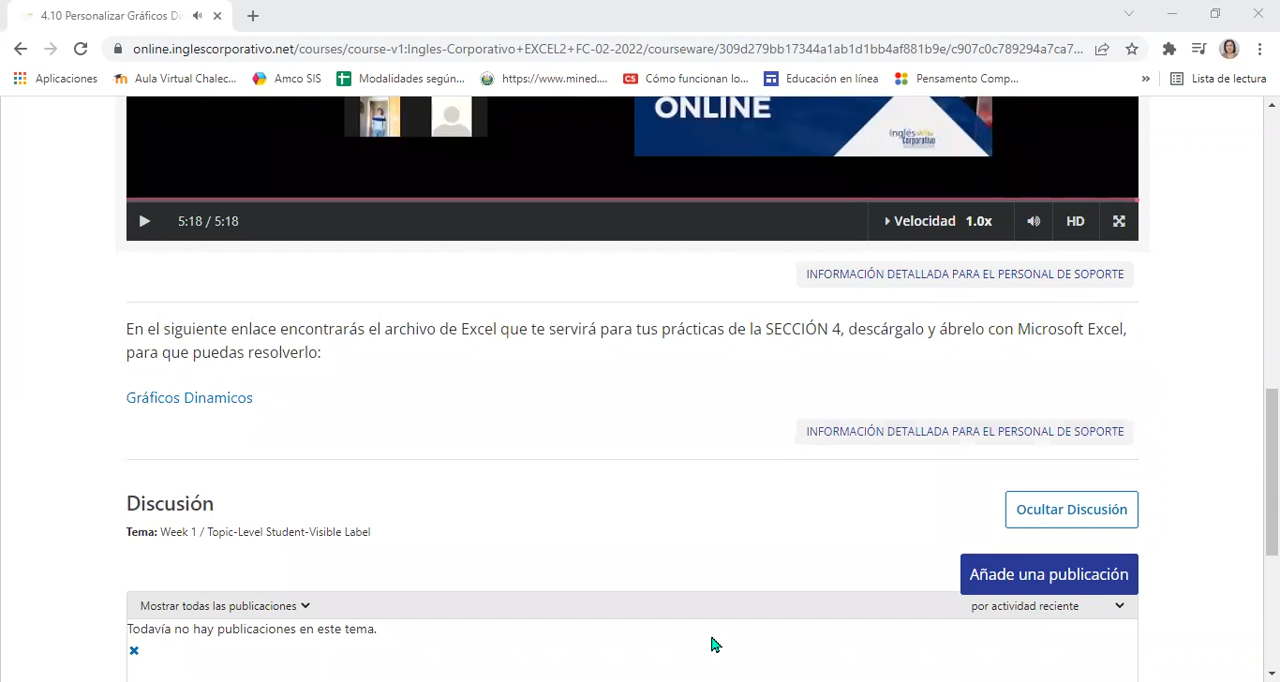 4.10 Personalizar Gráficos Di
online.inglescorporativo.net/courses/course-v1:Ingles-Corporativo+EXCEL2+FC-02-2022/courseware/309d279bb17344a1ab1d1bb4af881b9e/c907c0c789294a7ca7...
Aplicaciones
Aula Virtual Chalec...
Amco SIS
Modalidades según...
https://www.mined....
CS
Cómo funciona lo...
Educación en línea
Pensamento Comp...
»
Lista de lectura
ONLINE
Inglés
Corporativo
5:18 / 5:18
Velocidad 1.0x
HD
INFORMACIÓN DETALLADA PARA EL PERSONAL DE SOPORTE
En el siguiente enlace encontrarás el archivo de Excel que te servirá para tus prácticas de la SECCIÓN 4, descárgalo y ábrelo con Microsoft Excel,
para que puedas resolverlo:
Gráficos Dinamicos
INFORMACIÓN DETALLADA PARA EL PERSONAL DE SOPORTE
Discusión
Ocultar Discusión
Tema: Week 1 / Topic-Level Student-Visible Label
Añade una publicación
Mostrar todas las publicaciones
por actividad reciente
Todavía no hay publicaciones en este tema.